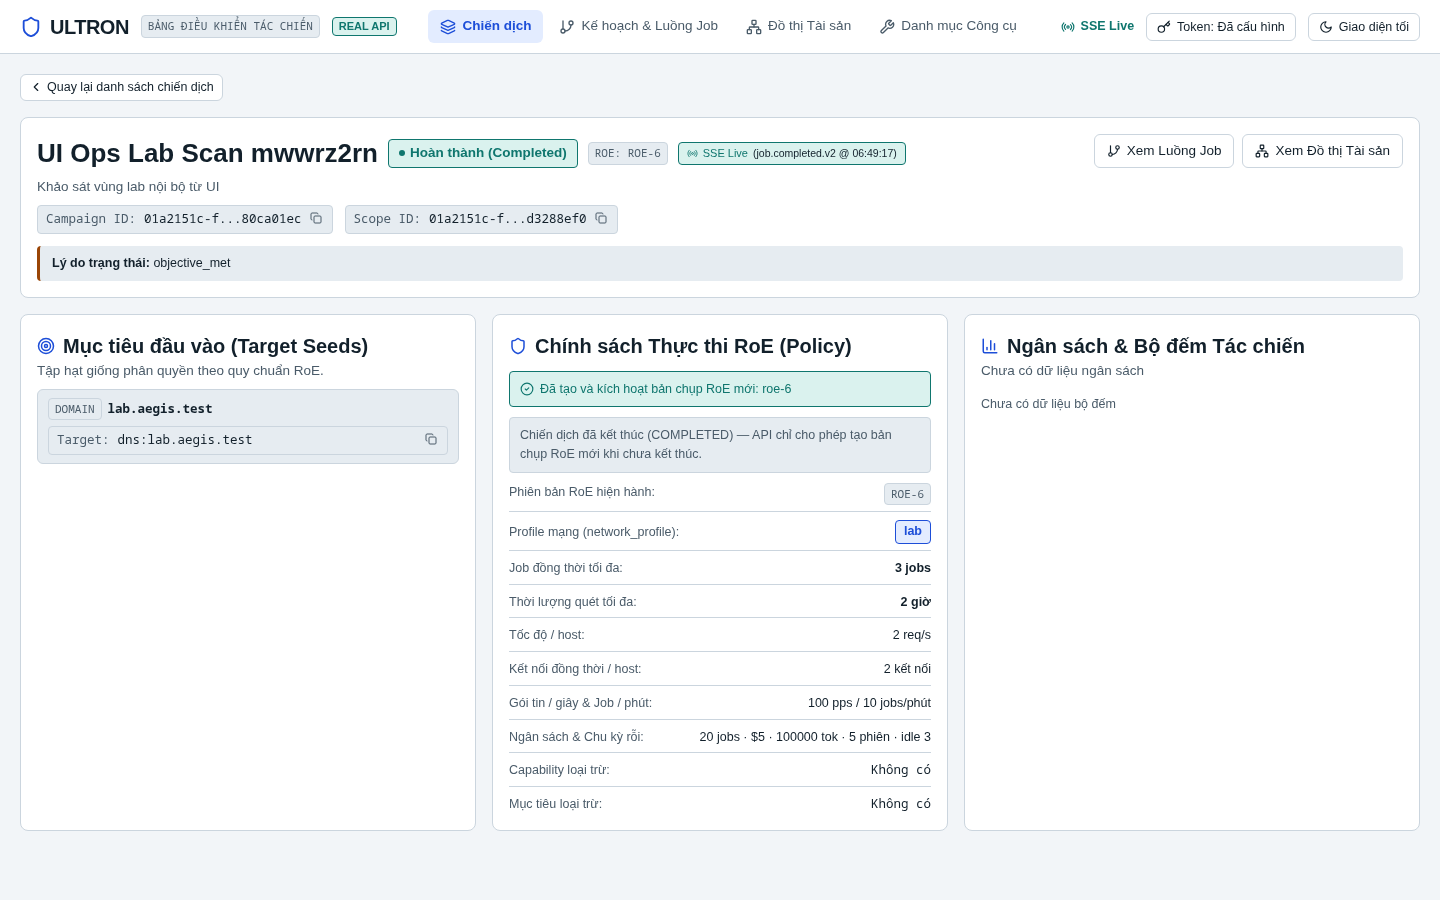 ULTRON BẢNG ĐIỀU KHIỂN TÁC CHIẾN REAL API Chiến dịch Kế hoạch & Luồng Job Đồ thị Tài sản Danh mục Công cụ SSE Live Token: Đã cấu hình Giao diện tối
Quay lại danh sách chiến dịch
UI Ops Lab Scan mwwrz2rn Hoàn thành (Completed) ROE: ROE-6 SSE Live (job.completed.v2 @ 06:49:17) Xem Luồng Job Xem Đồ thị Tài sản
Khảo sát vùng lab nội bộ từ UI
Campaign ID: 01a2151c-f...80ca01ec Scope ID: 01a2151c-f...d3288ef0
Lý do trạng thái: objective_met
Mục tiêu đầu vào (Target Seeds)
Tập hạt giống phân quyền theo quy chuẩn RoE.
DOMAIN lab.aegis.test
Target: dns:lab.aegis.test
Chính sách Thực thi RoE (Policy)
Đã tạo và kích hoạt bản chụp RoE mới: roe-6
Chiến dịch đã kết thúc (COMPLETED) — API chỉ cho phép tạo bản
chụp RoE mới khi chưa kết thúc.
Phiên bản RoE hiện hành: ROE-6
Profile mạng (network_profile): lab
Job đồng thời tối đa: 3 jobs
Thời lượng quét tối đa: 2 giờ
Tốc độ / host: 2 req/s
Kết nối đồng thời / host: 2 kết nối
Gói tin / giây & Job / phút: 100 pps / 10 jobs/phút
Ngân sách & Chu kỳ rỗi: 20 jobs · $5 · 100000 tok · 5 phiên · idle 3
Capability loại trừ: Không có
Mục tiêu loại trừ: Không có
Ngân sách & Bộ đếm Tác chiến
Chưa có dữ liệu ngân sách
Chưa có dữ liệu bộ đếm